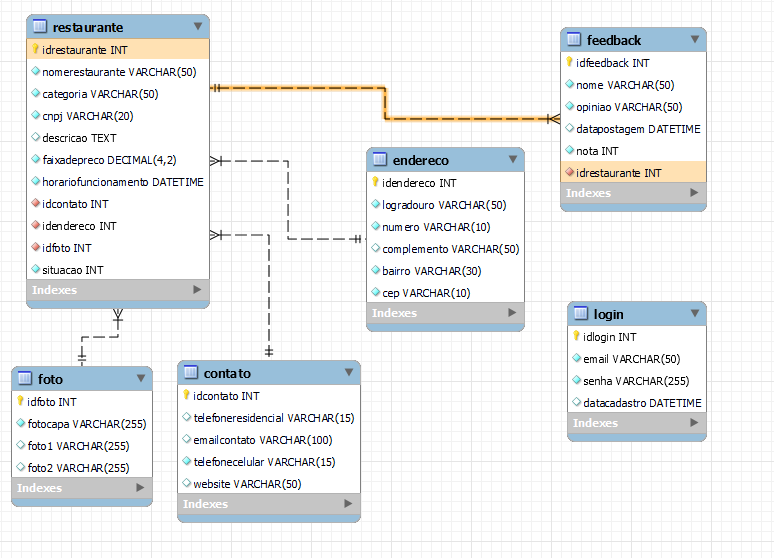 restaurante
idrestaurante INT
nomerestaurante VARCHAR(50)
categoria VARCHAR(50)
cnpj VARCHAR(20)
descricao TEXT
faixadepreco DECIMAL(4,2)
horariofuncionamento DATETIME
idcontato INT
idendereco INT
idfoto INT
situacao INT
Indexes
feedback
idfeedback INT
nome VARCHAR(50)
opiniao VARCHAR(50)
datapostagem DATETIME
nota INT
idrestaurante INT
Indexes
endereco
idendereco INT
logradouro VARCHAR(50)
numero VARCHAR(10)
complemento VARCHAR(50)
bairro VARCHAR(30)
cep VARCHAR(10)
Indexes
login
idlogin INT
email VARCHAR(50)
senha VARCHAR(255)
datacadastro DATETIME
Indexes
foto
idfoto INT
fotocapa VARCHAR(255)
foto1 VARCHAR(255)
foto2 VARCHAR(255)
Indexes
contato
idcontato INT
telefoneresidencial VARCHAR(15)
emailcontato VARCHAR(100)
telefonecelular VARCHAR(15)
website VARCHAR(50)
Indexes